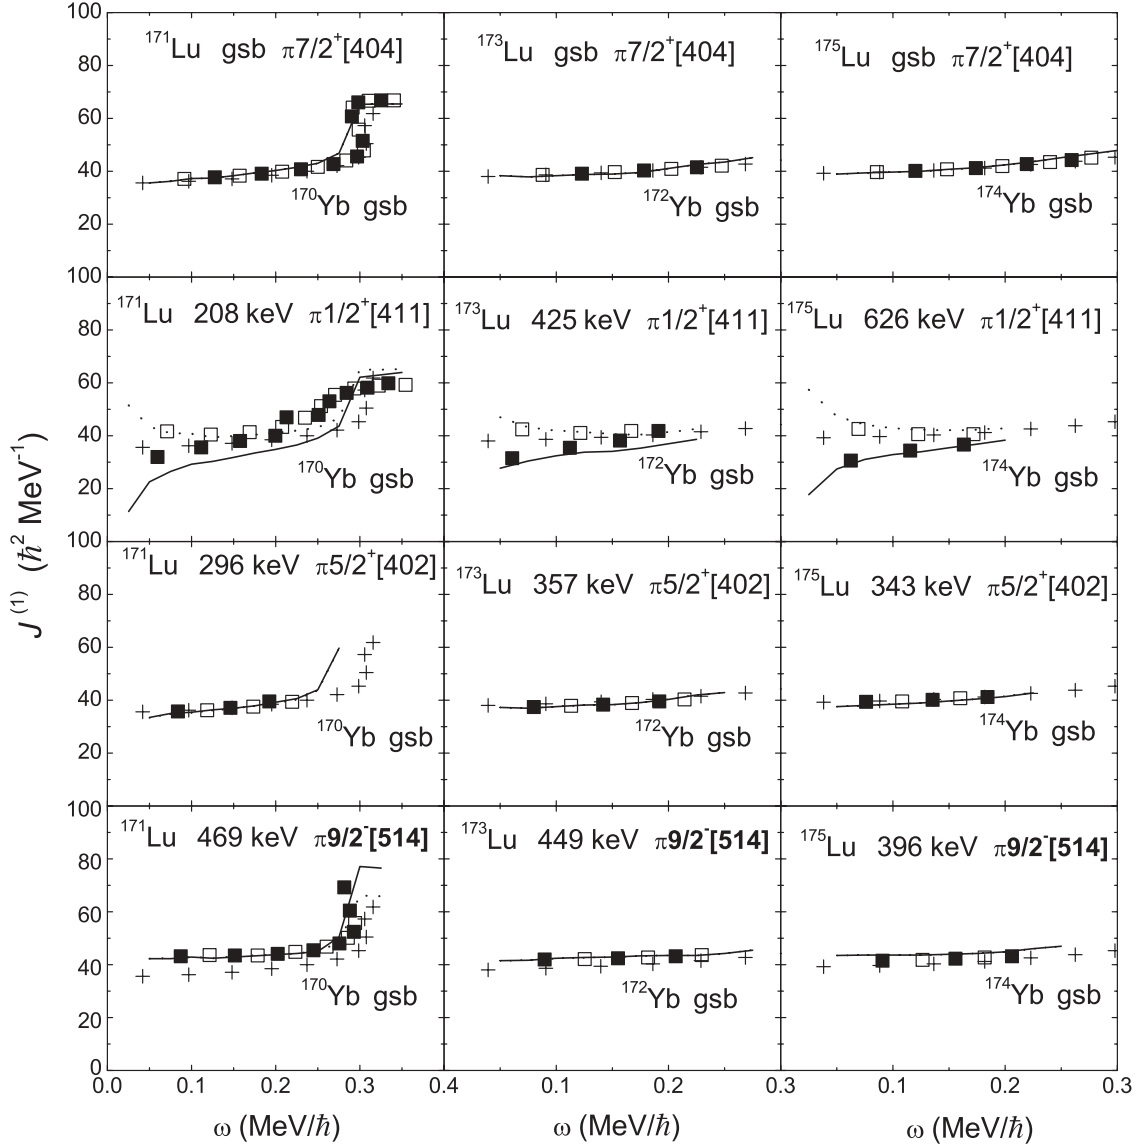 100
80
60
40
20
100
80
60
40
20
100
80
60
40
20
100
80
60
40
20
0
J⁽¹⁾ (ℏ² MeV⁻¹)
¹⁷¹Lu gsb π7/2⁺[404]
¹⁷⁰Yb gsb
¹⁷³Lu gsb π7/2⁺[404]
¹⁷²Yb gsb
¹⁷⁵Lu gsb π7/2⁺[404]
¹⁷⁴Yb gsb
¹⁷¹Lu 208 keV π1/2⁺[411]
¹⁷⁰Yb gsb
¹⁷³Lu 425 keV π1/2⁺[411]
¹⁷²Yb gsb
¹⁷⁵Lu 626 keV π1/2⁺[411]
¹⁷⁴Yb gsb
¹⁷¹Lu 296 keV π5/2⁺[402]
¹⁷⁰Yb gsb
¹⁷³Lu 357 keV π5/2⁺[402]
¹⁷²Yb gsb
¹⁷⁵Lu 343 keV π5/2⁺[402]
¹⁷⁴Yb gsb
¹⁷¹Lu 469 keV π9/2⁻[514]
¹⁷⁰Yb gsb
¹⁷³Lu 449 keV π9/2⁻[514]
¹⁷²Yb gsb
¹⁷⁵Lu 396 keV π9/2⁻[514]
¹⁷⁴Yb gsb
0.0 0.1 0.2 0.3 0.4
0.1 0.2 0.3
0.1 0.2 0.3
ω (MeV/ℏ)
ω (MeV/ℏ)
ω (MeV/ℏ)